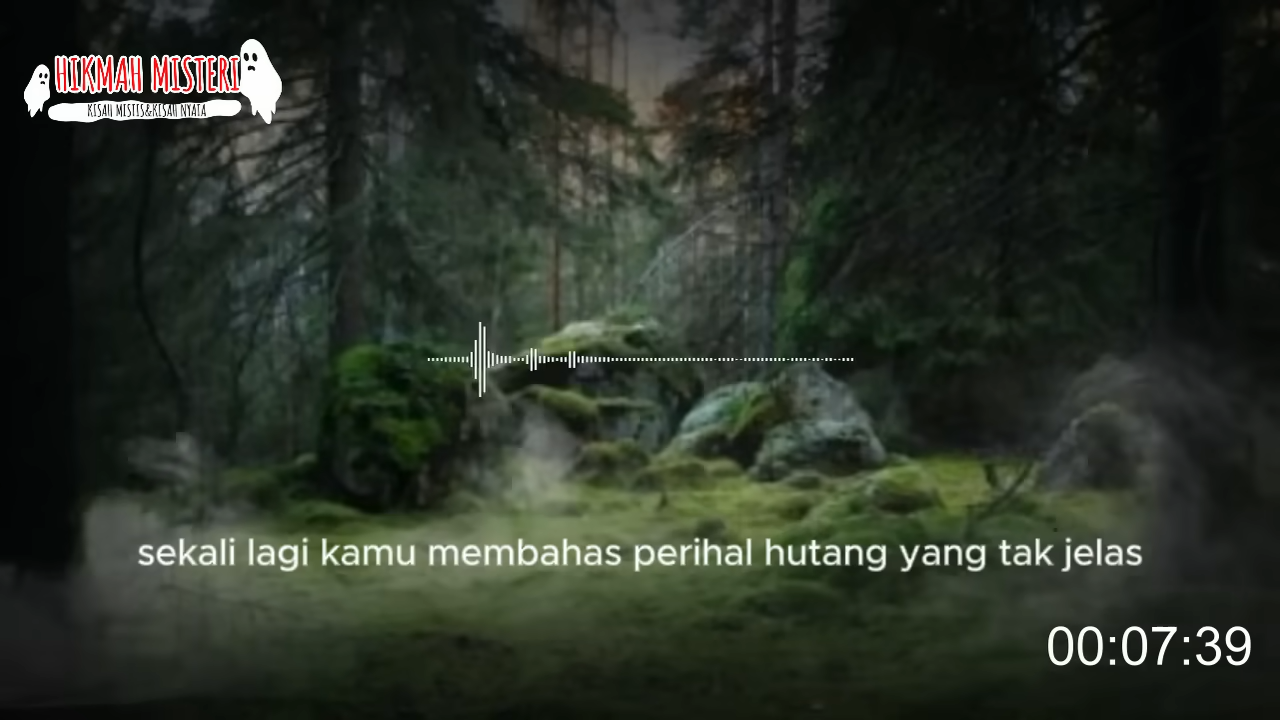 HIKMAH MISTERI
KISAH MISTIS&KISAH NYATA
sekali lagi kamu membahas perihal hutang yang tak jelas
00:07:39